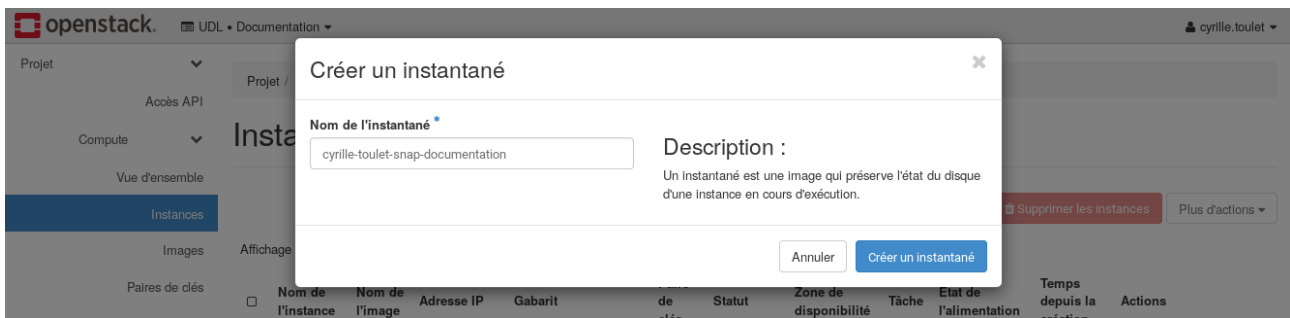 openstack. UDL • Documentation cyrille.toulet
Projet
Accès API
Compute
Vue d'ensemble
Instances
Images
Paires de clés
Projet /
Insta
Créer un instantané
Nom de l'instantané
cyrille-toulet-snap-documentation
Description :
Un instantané est une image qui préserve l'état du disque
d'une instance en cours d'exécution.
Annuler Créer un instantané
Supprimer les instances Plus d'actions
Affichage
Nom de
l'instance
Nom de
l'image
Adresse IP
Gabarit
de
Statut
Zone de
disponibilité
Tâche
Etat de
l'alimentation
Temps
depuis la
Actions